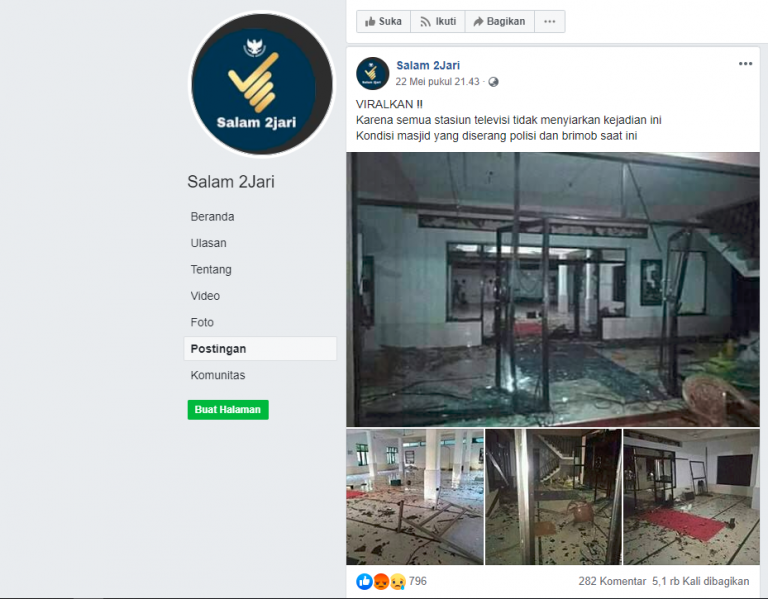 Salam 2jari
Salam 2Jari
Beranda
Ulasan
Tentang
Video
Foto
Postingan
Komunitas
Buat Halaman
Suka
Ikuti
Bagikan
Salam 2Jari
22 Mei pukul 21.43 ·
VIRALKAN !!
Karena semua stasiun televisi tidak menyiarkan kejadian ini
Kondisi masjid yang diserang polisi dan brimob saat ini
796
282 Komentar 5,1 rb Kali dibagikan